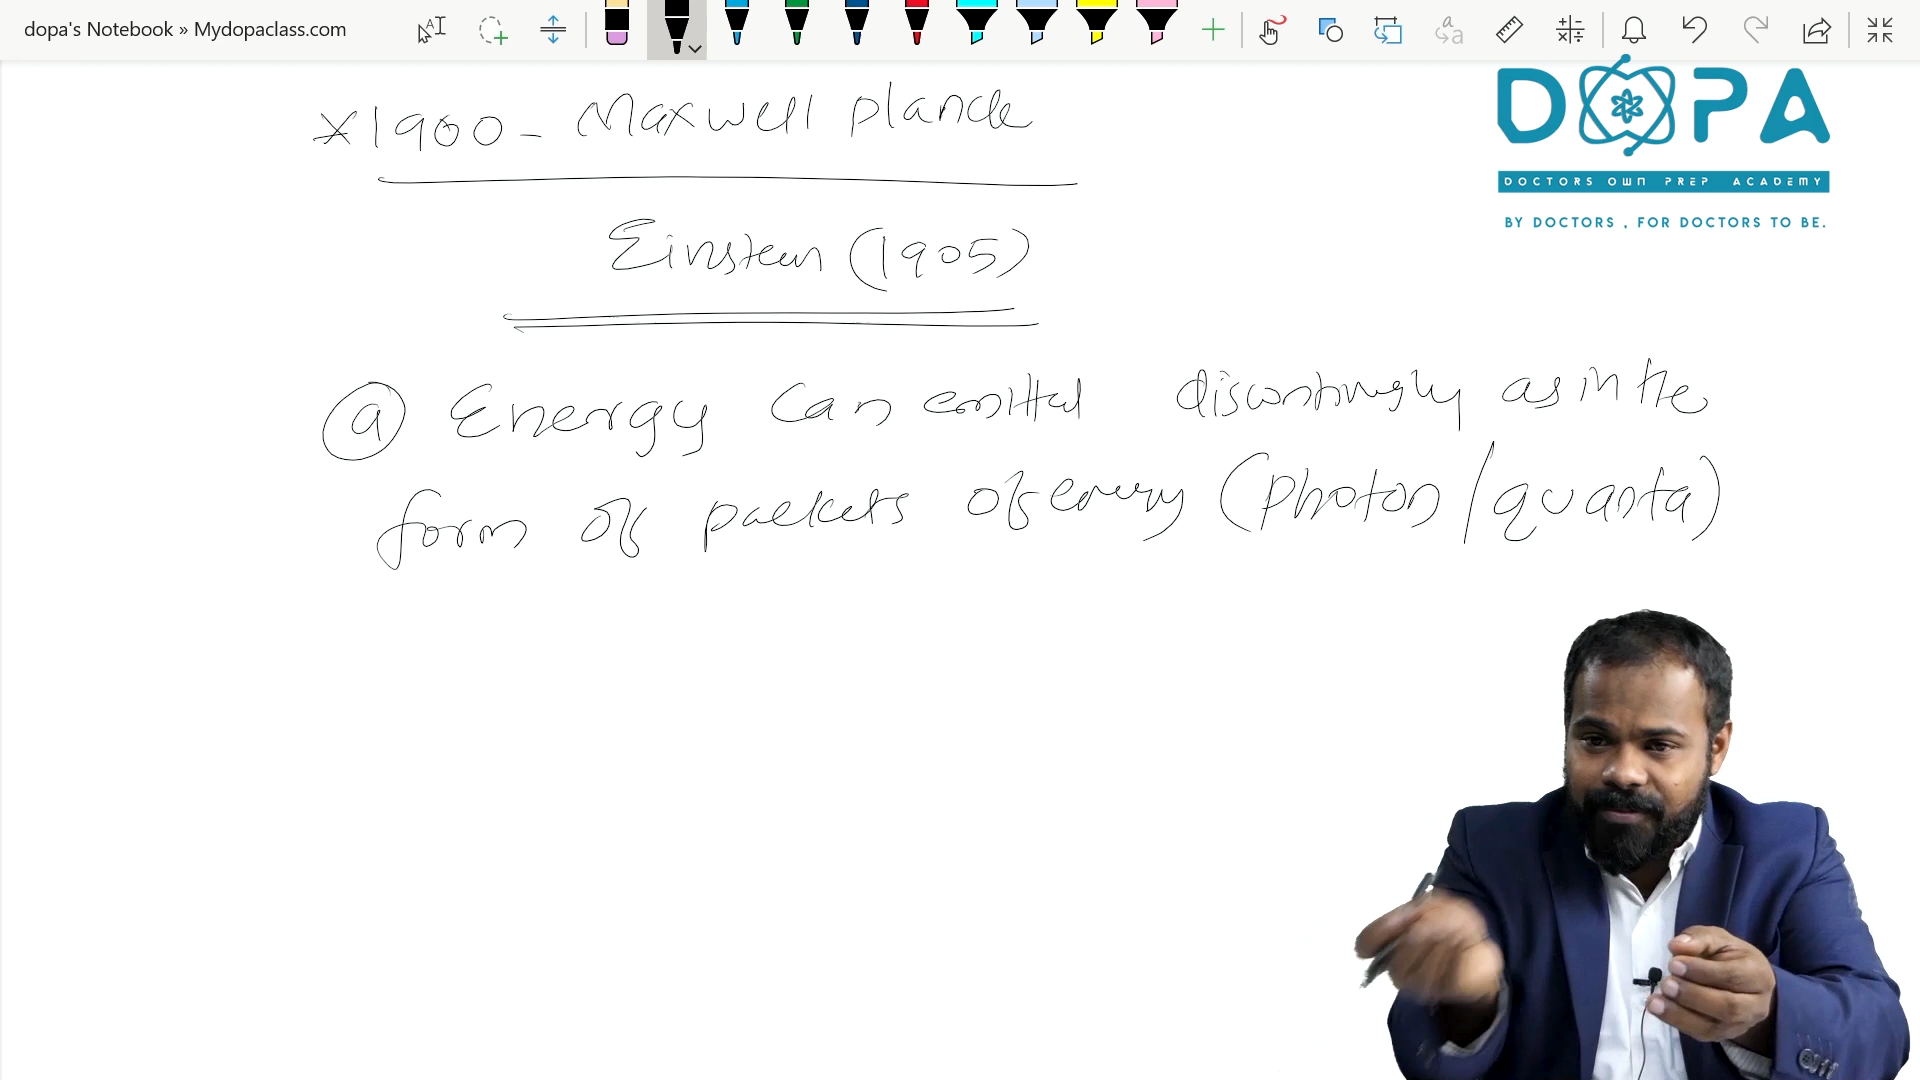 dopa's Notebook » Mydopaclass.com
DOPA
DOCTORS OWN PREP ACADEMY
BY DOCTORS , FOR DOCTORS TO BE.
*1900 - Maxwell planck
Einstein (1905)
(a) Energy can emitted discontinuosly as in the
form of packets of energy (photon/quanta)